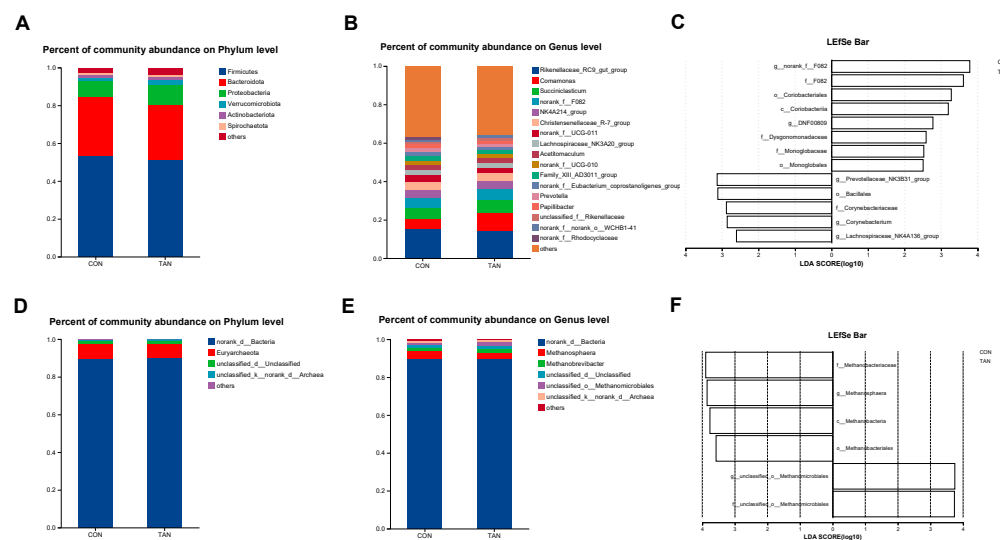 A
Percent of community abundance on Phylum level
1.0
0.8
0.6
0.4
0.2
0.0
CON
TAN
Firmicutes
Bacteroidota
Proteobacteria
Verrucomicrobiota
Actinobacteriota
Spirochaetota
others
B
Percent of community abundance on Genus level
1.0
0.8
0.6
0.4
0.2
0.0
CON
TAN
Rikenellaceae_RC9_gut_group
Comamonas
Succiniclasticum
norank_f__F082
NK4A214_group
Christensenellaceae_R-7_group
norank_f__UCG-011
Lachnospiraceae_NK3A20_group
Acetitomaculum
norank_f__UCG-010
Family_XIII_AD3011_group
norank_f__Eubacterium_coprostanoligenes_group
Prevotella
Papillibacter
unclassified_f__Rikenellaceae
norank_f__norank_o__WCHB1-41
norank_f__Rhodocyclaceae
others
C
LEfSe Bar
g__norank_f__F082
f__F082
o__Coriobacteriales
c__Coriobacteriia
g__DNF00809
f__Dysgonomonadaceae
f__Monoglobaceae
o__Monoglobales
g__Prevotellaceae_NK3B31_group
o__Bacillales
f__Corynebacteriaceae
g__Corynebacterium
g__Lachnospiraceae_NK4A136_group
4 3 2 1 0 1 2 3 4
LDA SCORE(log10)
C
T
D
Percent of community abundance on Phylum level
1.0
0.8
0.6
0.4
0.2
0.0
CON
TAN
norank_d__Bacteria
Euryarchaeota
unclassified_d__Unclassified
unclassified_k__norank_d__Archaea
others
E
Percent of community abundance on Genus level
1.0
0.8
0.6
0.4
0.2
0.0
CON
TAN
norank_d__Bacteria
Methanosphaera
Methanobrevibacter
unclassified_d__Unclassified
unclassified_o__Methanomicrobiales
unclassified_k__norank_d__Archaea
others
F
LEfSe Bar
CON
TAN
f__Methanobacteriaceae
g__Methanosphaera
c__Methanobacteria
o__Methanobacteriales
g__unclassified_o__Methanomicrobiales
f__unclassified_o__Methanomicrobiales
4 3 2 1 0 1 2 3 4
LDA SCORE(log10)